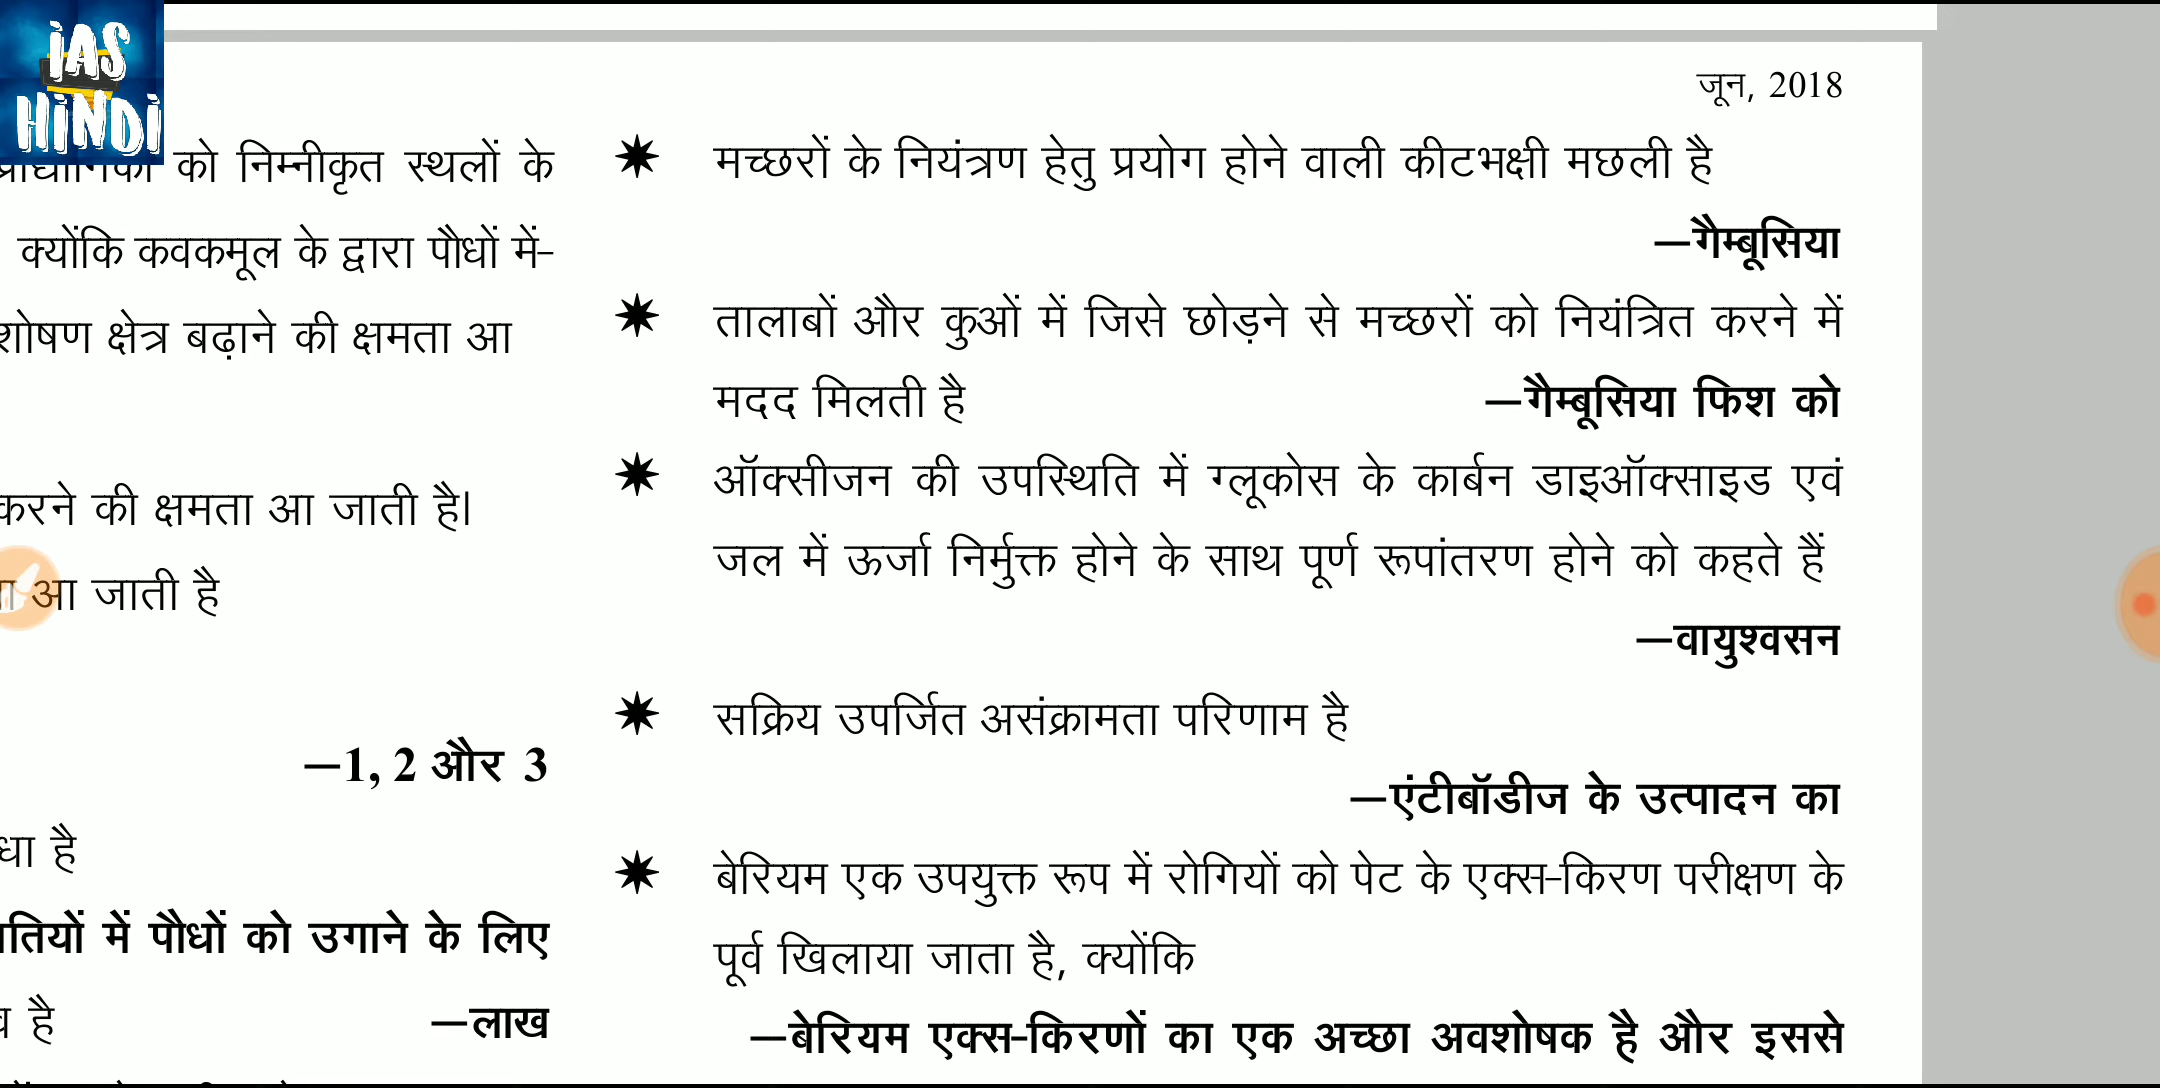 iAS
HiNDi
जून, 2018
को निम्नीकृत स्थलों के
क्योंकि कवकमूल के द्वारा पौधों में-
शोषण क्षेत्र बढ़ाने की क्षमता आ
करने की क्षमता आ जाती है।
आ जाती है
—1, 2 और 3
है
में पौधों को उगाने के लिए
है —लाख
✷ मच्छरों के नियंत्रण हेतु प्रयोग होने वाली कीटभक्षी मछली है
—गैम्बूसिया
✷ तालाबों और कुओं में जिसे छोड़ने से मच्छरों को नियंत्रित करने में
मदद मिलती है —गैम्बूसिया फिश को
✷ ऑक्सीजन की उपस्थिति में ग्लूकोस के कार्बन डाइऑक्साइड एवं
जल में ऊर्जा निर्मुक्त होने के साथ पूर्ण रूपांतरण होने को कहते हैं
—वायुश्वसन
✷ सक्रिय उपर्जित असंक्रामता परिणाम है
—एंटीबॉडीज के उत्पादन का
✷ बेरियम एक उपयुक्त रूप में रोगियों को पेट के एक्स-किरण परीक्षण के
पूर्व खिलाया जाता है, क्योंकि
—बेरियम एक्स-किरणों का एक अच्छा अवशोषक है और इससे